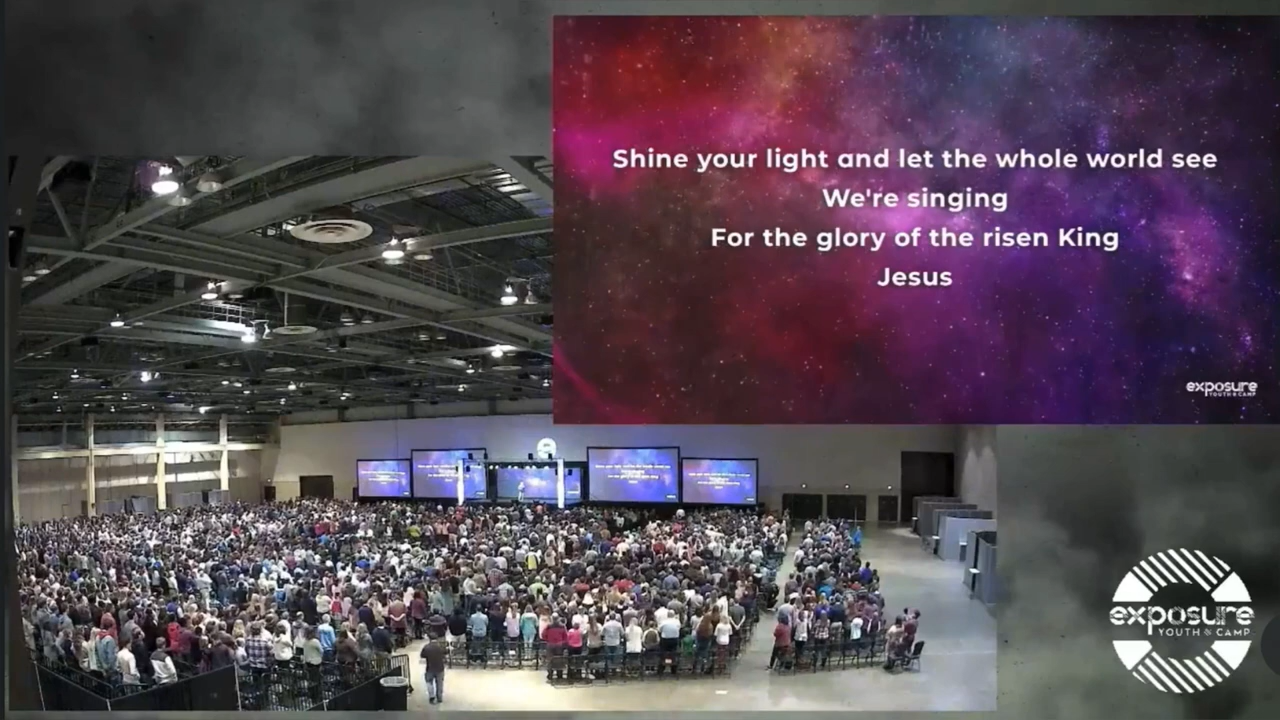 Shine your light and let the whole world see
We're singing
For the glory of the risen King
Jesus
exposure
YOUTH CAMP
exposure
YOUTH CAMP